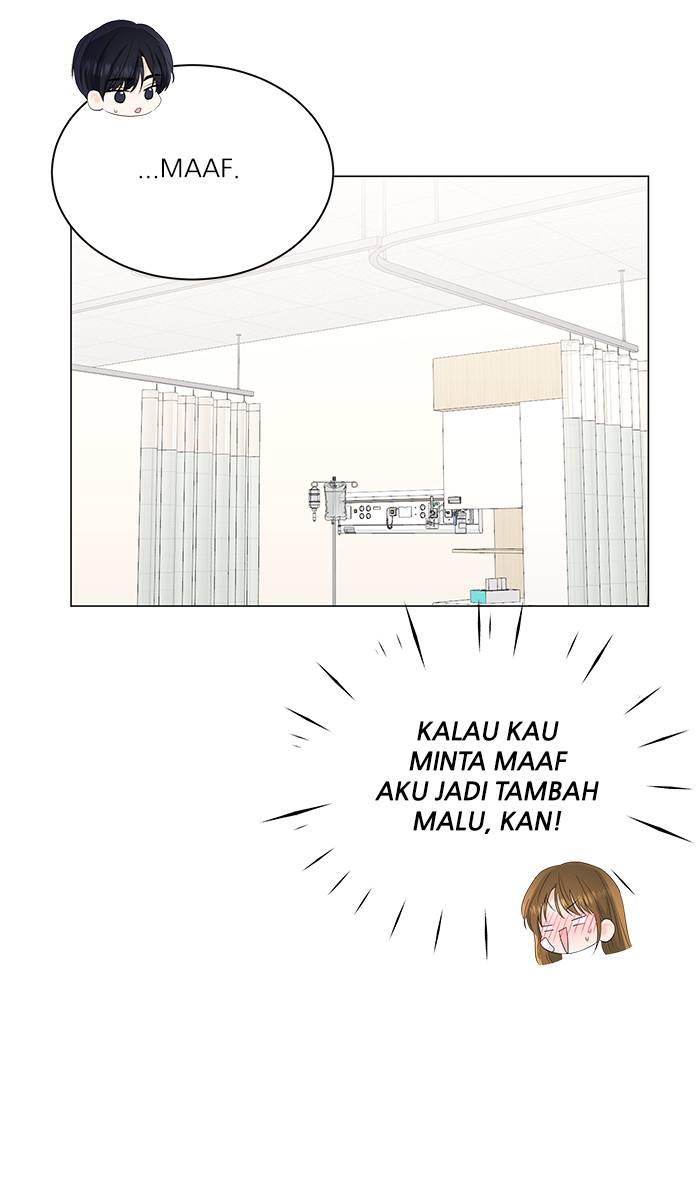 ...MAAF.
KALAU KAU
MINTA MAAF
AKU JADI TAMBAH
MALU, KAN!